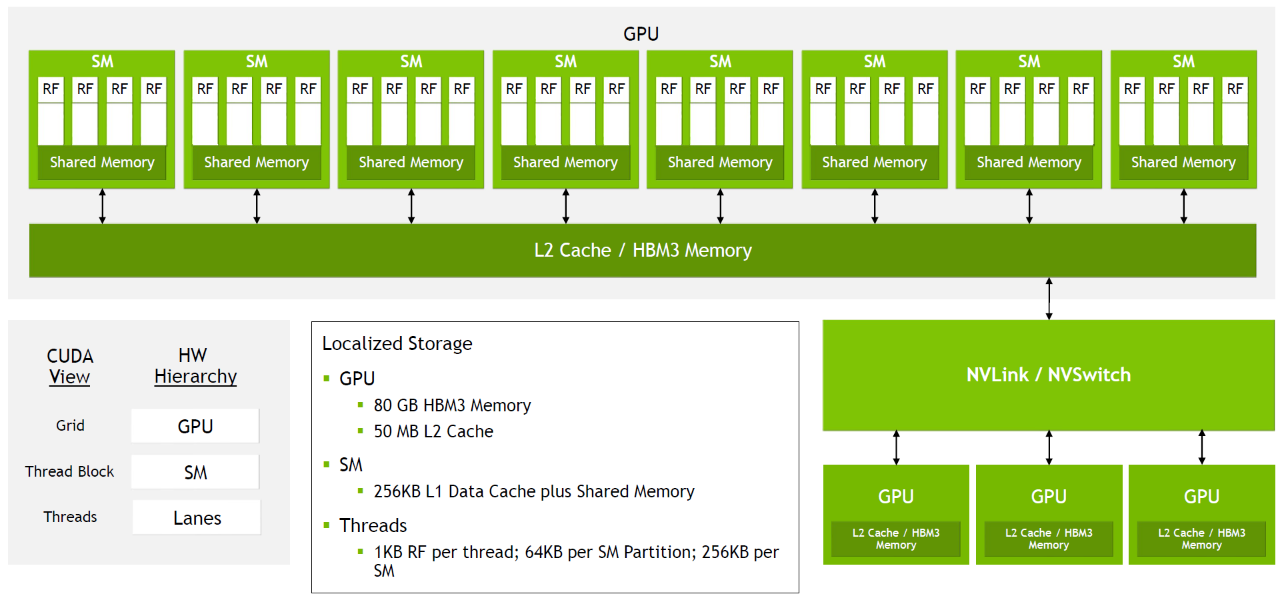 GPU
SM SM SM SM SM SM SM SM
RF RF RF RF RF RF RF RF RF RF RF RF RF RF RF RF RF RF RF RF RF RF RF RF RF RF RF RF RF RF RF RF
Shared Memory Shared Memory Shared Memory Shared Memory Shared Memory Shared Memory Shared Memory Shared Memory
L2 Cache / HBM3 Memory
CUDA HW
View Hierarchy
Grid GPU
Thread Block SM
Threads Lanes
Localized Storage
GPU
80 GB HBM3 Memory
50 MB L2 Cache
SM
256KB L1 Data Cache plus Shared Memory
Threads
1KB RF per thread; 64KB per SM Partition; 256KB per
SM
NVLink / NVSwitch
GPU GPU GPU
L2 Cache / HBM3 L2 Cache / HBM3 L2 Cache / HBM3
Memory Memory Memory